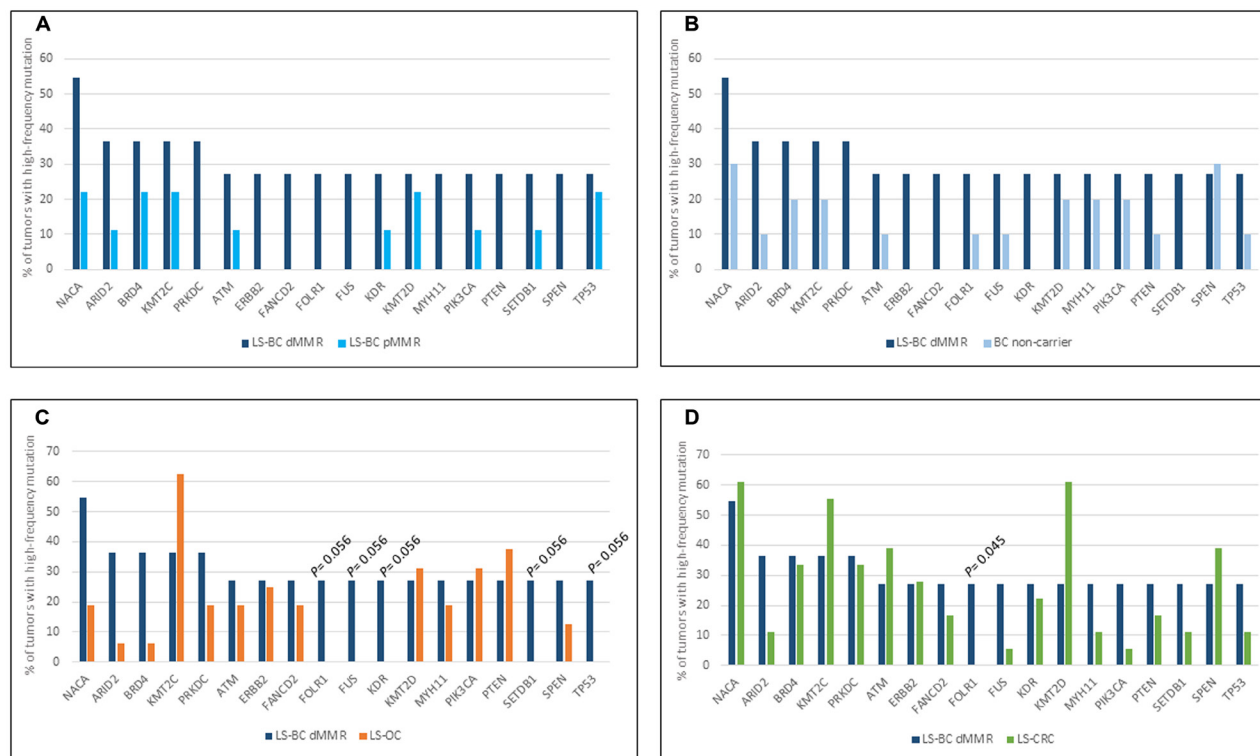 A
% of tumors with high-frequency mutation
60
50
40
30
20
10
0
NACA
ARID2
BRD4
KMT2C
PRKDC
ATM
ERBB2
FANCD2
FOLR1
FUS
KDR
KMT2D
MYH11
PIK3CA
PTEN
SETDB1
SPEN
TP53
LS-BC dMMR
LS-BC pMMR
B
% of tumors with high-frequency mutation
60
50
40
30
20
10
0
NACA
ARID2
BRD4
KMT2C
PRKDC
ATM
ERBB2
FANCD2
FOLR1
FUS
KDR
KMT2D
MYH11
PIK3CA
PTEN
SETDB1
SPEN
TP53
LS-BC dMMR
BC non-carrier
C
% of tumors with high-frequency mutation
70
60
50
40
30
20
10
0
P= 0.056
P= 0.056
P= 0.056
P= 0.056
P= 0.056
NACA
ARID2
BRD4
KMT2C
PRKDC
ATM
ERBB2
FANCD2
FOLR1
FUS
KDR
KMT2D
MYH11
PIK3CA
PTEN
SETDB1
SPEN
TP53
LS-BC dMMR
LS-OC
D
% of tumors with high-frequency mutation
70
60
50
40
30
20
10
0
P= 0.045
NACA
ARID2
BRD4
KMT2C
PRKDC
ATM
ERBB2
FANCD2
FOLR1
FUS
KDR
KMT2D
MYH11
PIK3CA
PTEN
SETDB1
SPEN
TP53
LS-BC dMMR
LS-CRC